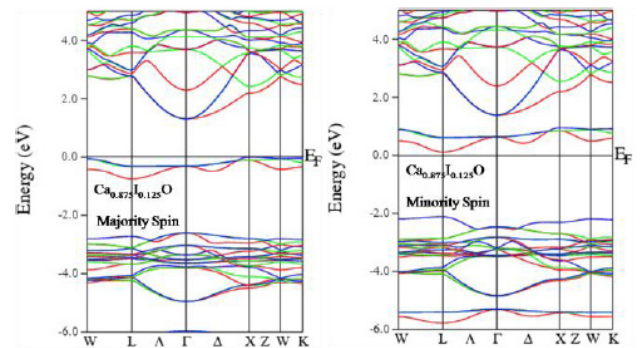 4.0
2.0
0.0
-2.0
-4.0
-6.0
Energy (eV)
E_F
Ca0.875I0.125O
Majority Spin
W L Λ Γ Δ X Z W K
4.0
2.0
0.0
-2.0
-4.0
-6.0
Energy (eV)
E_F
Ca0.875I0.125O
Minority Spin
W L Λ Γ Δ X Z W K